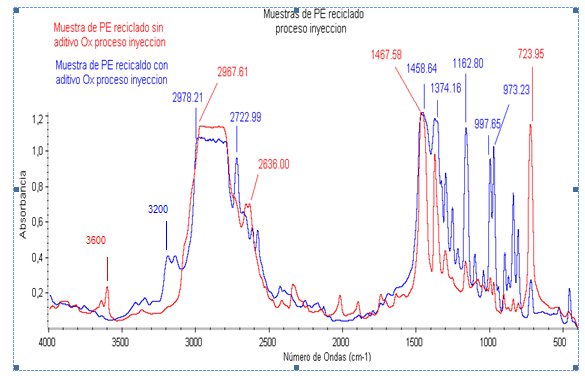 Muestras de PE reciclado
proceso inyeccion
Muestra de PE reciclado sin
aditivo Ox proceso inyeccion
Muestra de PE recicaldo con
aditivo Ox proceso inyeccion
2967.61
2978.21
2722.99
2636.00
1467.58
1458.64
1162.80
723.95
1374.16
973.23
997.65
3200
3600
Absorbancia
1,2
1,0
0,8
0,6
0,4
0,2
4000 3500 3000 2500 2000 1500 1000 500
Número de Ondas (cm-1)